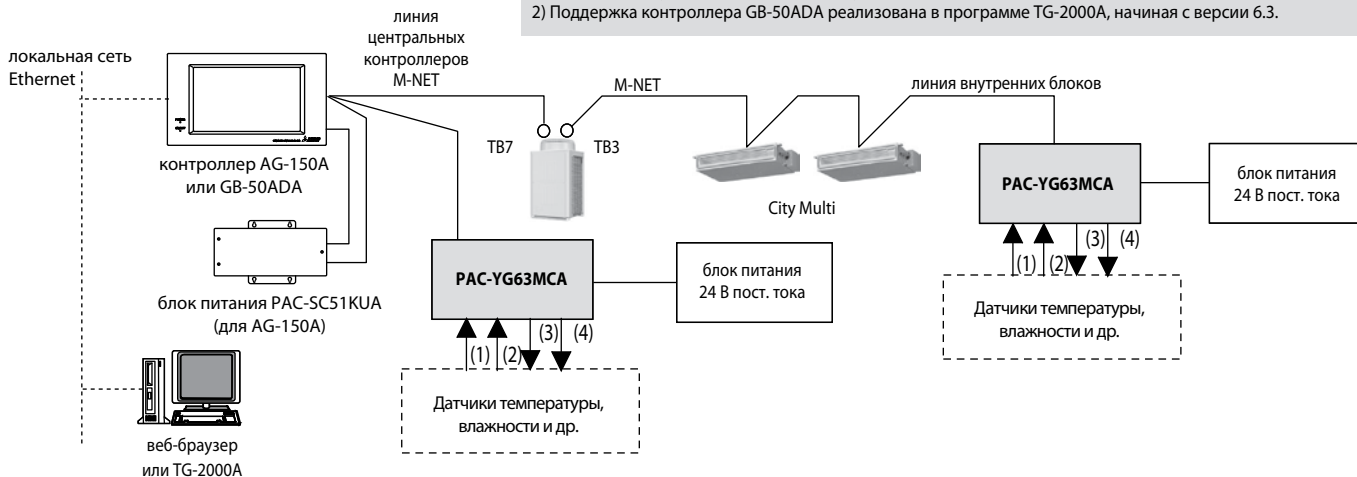 2) Поддержка контроллера GB-50ADA реализована в программе TG-2000A, начиная с версии 6.3.
локальная сеть
Ethernet
линия
центральных
контроллеров
M-NET
M-NET
линия внутренних блоков
TB7
TB3
контроллер AG-150A
или GB-50ADA
City Multi
PAC-YG63MCA
блок питания
24 В пост. тока
(1)
(2)
(3)
(4)
Датчики температуры,
влажности и др.
блок питания PAC-SC51KUA
(для AG-150A)
PAC-YG63MCA
блок питания
24 В пост. тока
(1)
(2)
(3)
(4)
Датчики температуры,
влажности и др.
веб-браузер
или TG-2000A